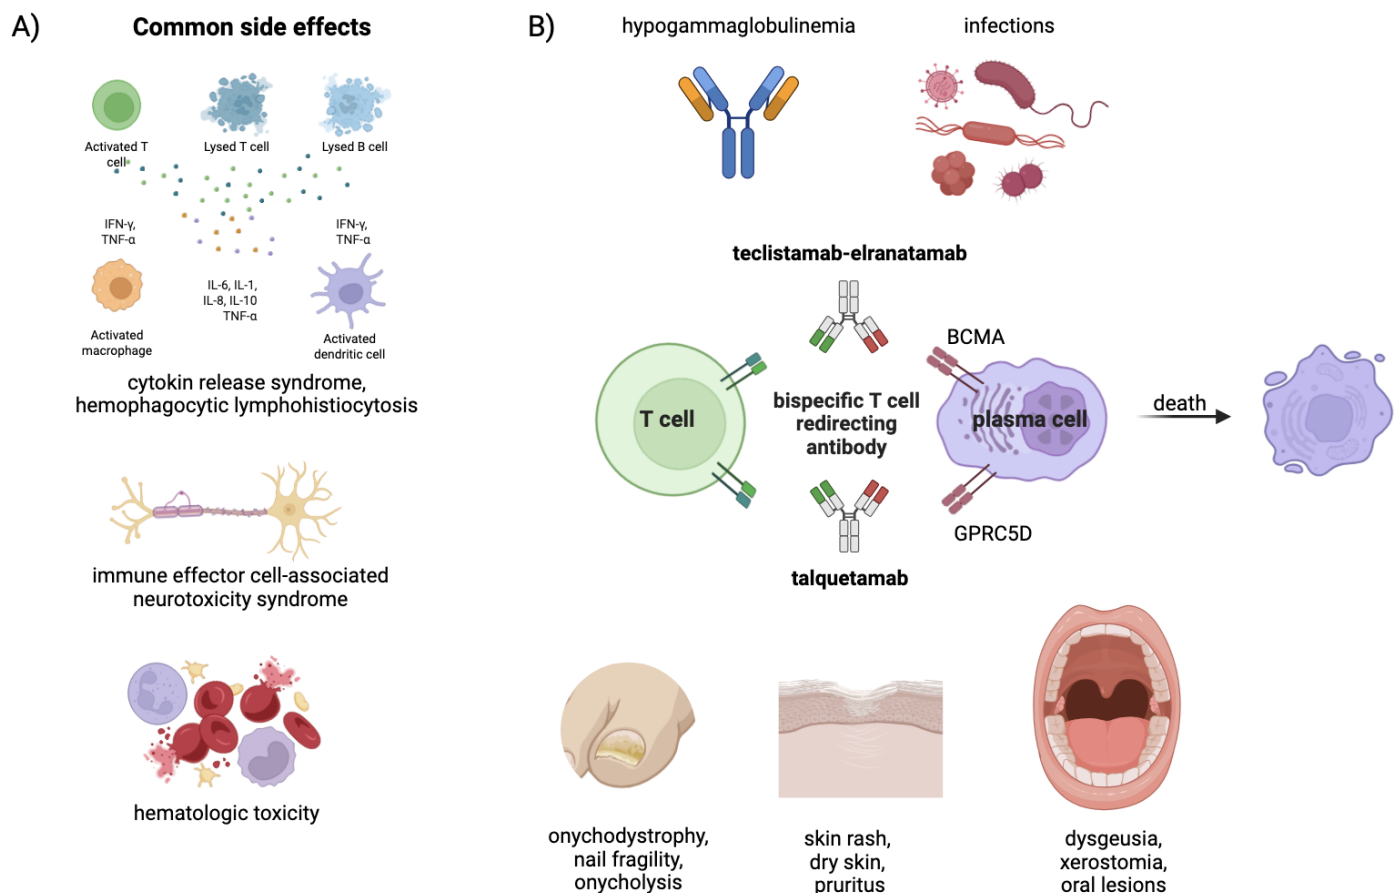 A)
Common side effects
Activated T
cell
Lysed T cell
Lysed B cell
IFN-γ,
TNF-α
IFN-γ,
TNF-α
IL-6, IL-1,
IL-8, IL-10
TNF-α
Activated
macrophage
Activated
dendritic cell
cytokin release syndrome,
hemophagocytic lymphohistiocytosis
immune effector cell-associated
neurotoxicity syndrome
hematologic toxicity
B)
hypogammaglobulinemia
infections
teclistamab-elranatamab
BCMA
T cell
bispecific T cell
redirecting
antibody
plasma cell
death
GPRC5D
talquetamab
onychodystrophy,
nail fragility,
onycholysis
skin rash,
dry skin,
pruritus
dysgeusia,
xerostomia,
oral lesions